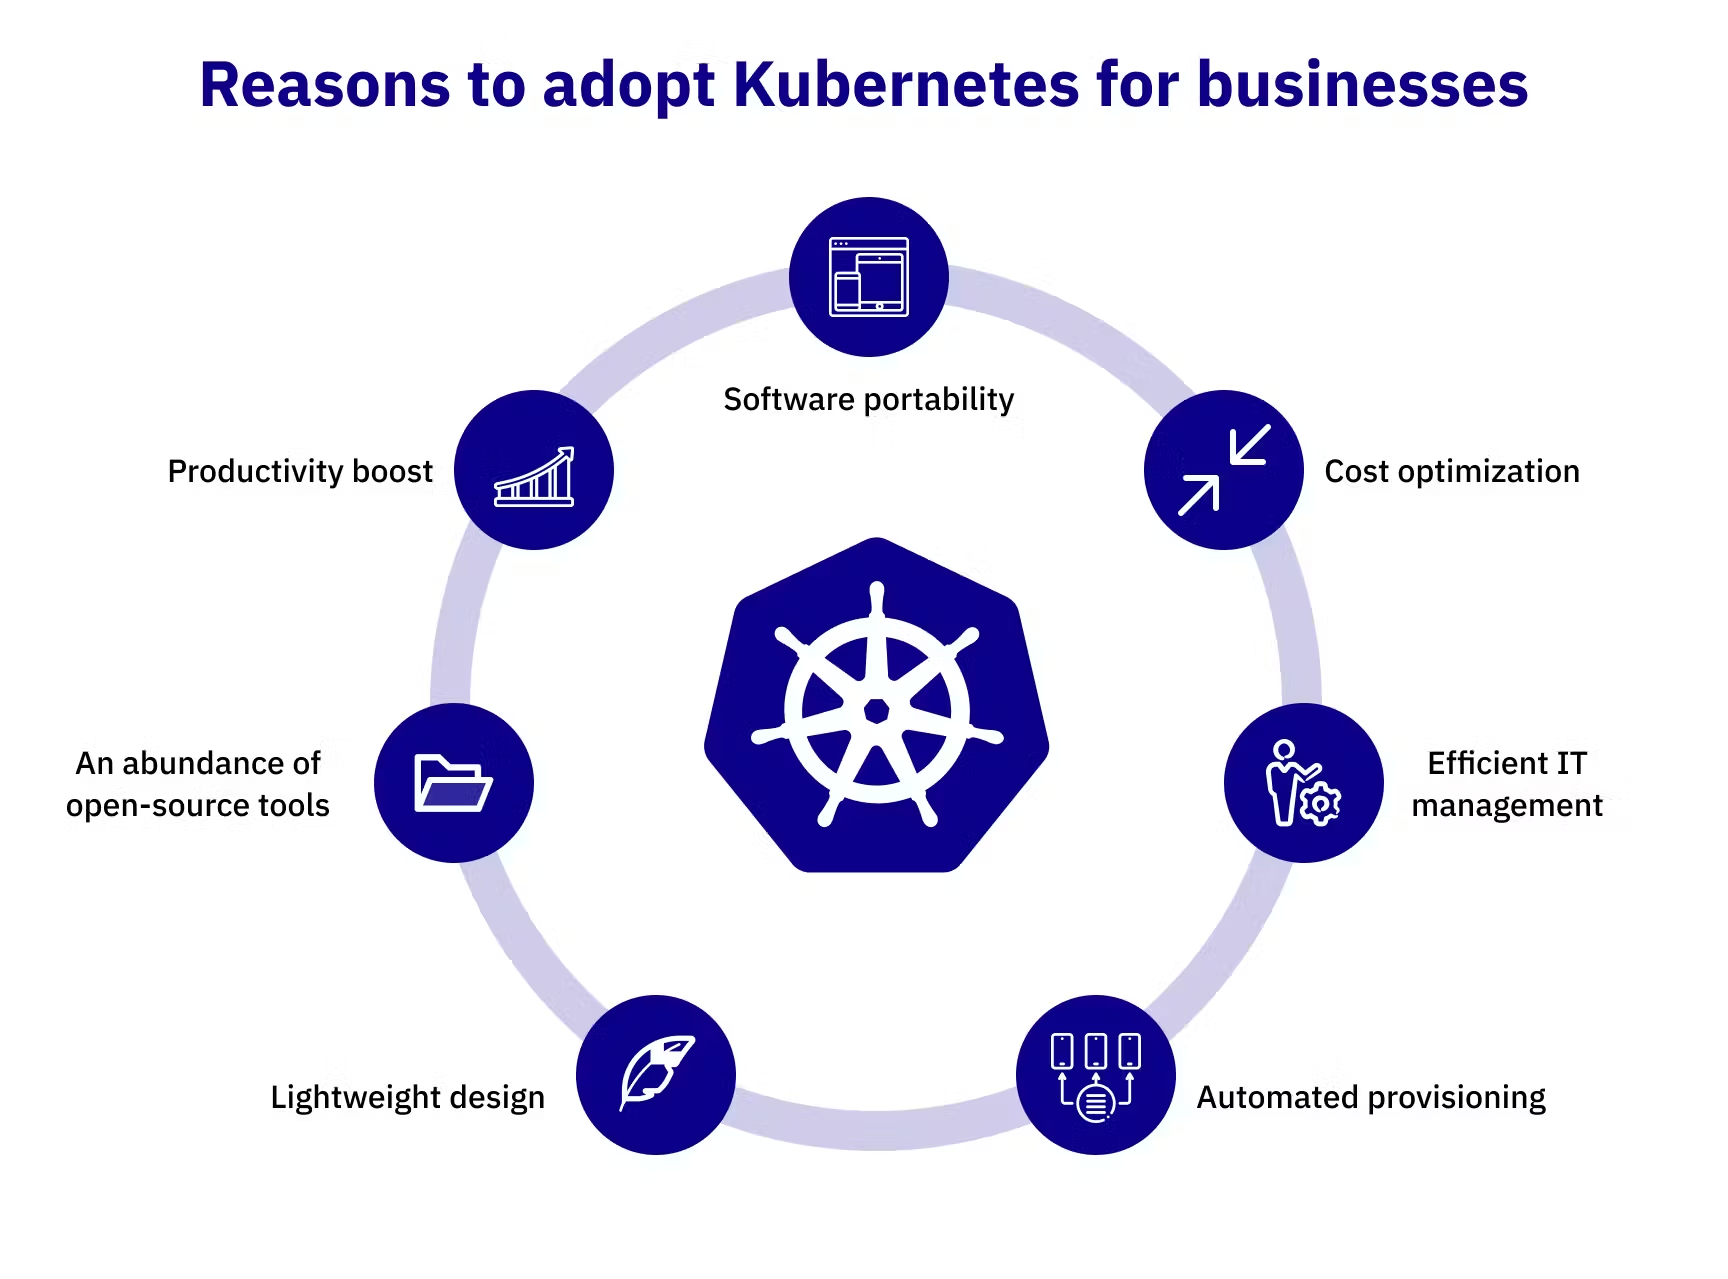 Reasons to adopt Kubernetes for businesses
Software portability
Cost optimization
Efficient IT
management
Automated provisioning
Lightweight design
An abundance of
open-source tools
Productivity boost